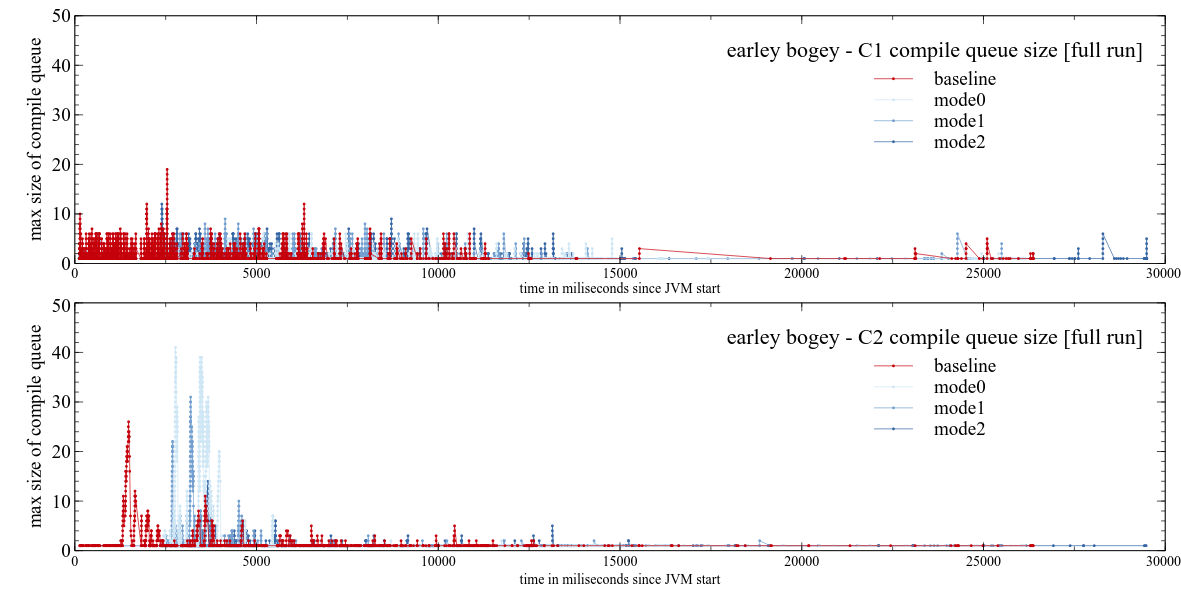 earley bogey - C1 compile queue size [full run]
baseline
mode0
mode1
mode2
max size of compile queue
50
40
30
20
10
0
5000
10000
15000
20000
25000
30000
time in miliseconds since JVM start
earley bogey - C2 compile queue size [full run]
baseline
mode0
mode1
mode2
max size of compile queue
50
40
30
20
10
0
0
5000
10000
15000
20000
25000
30000
time in miliseconds since JVM start